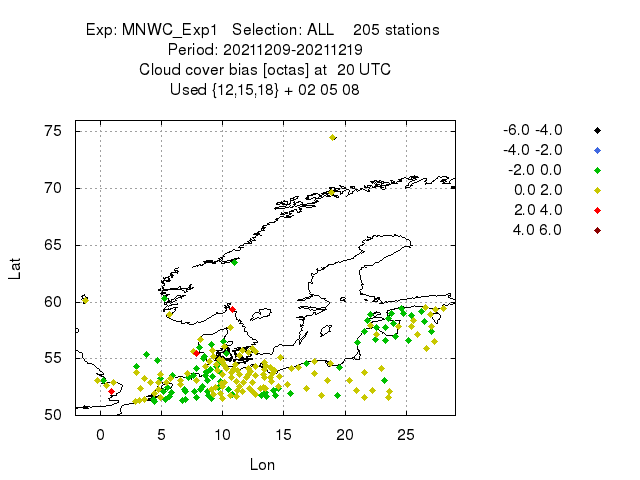 Exp: MNWC_Exp1 Selection: ALL 205 stations
Period: 20211209-20211219
Cloud cover bias [octas] at 20 UTC
Used {12,15,18} + 02 05 08
75
70
65
60
55
50
0 5 10 15 20 25
Lat
Lon
-6.0 -4.0
-4.0 -2.0
-2.0 0.0
0.0 2.0
2.0 4.0
4.0 6.0